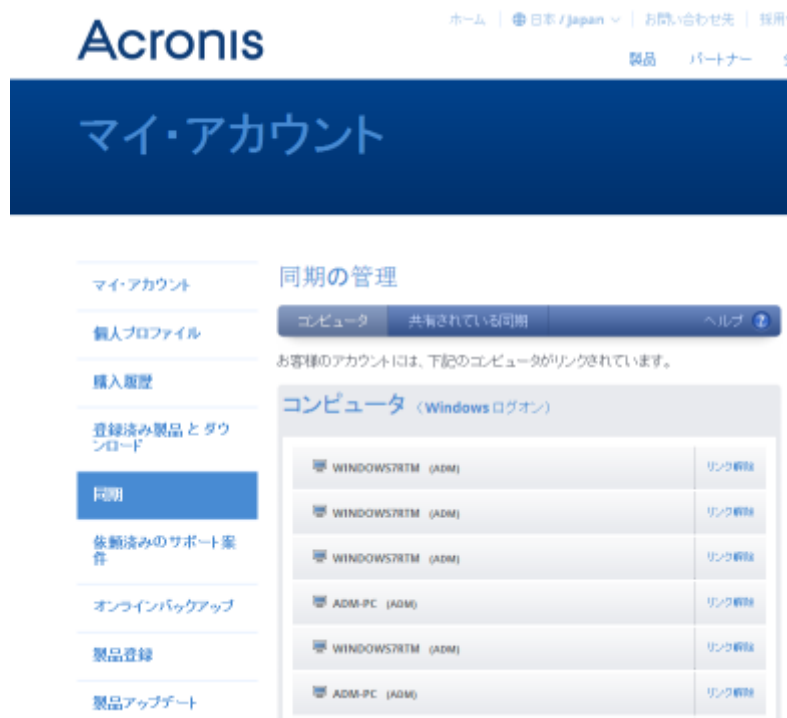 Acronis
ホーム 日本 / Japan お問い合わせ先
製品 パートナー
マイ・アカウント
マイ・アカウント
個人プロファイル
購入履歴
登録済み製品 と ダウ
ンロード
同期
依頼済みのサポート案
件
オンラインバックアップ
製品登録
製品アップデート
同期の管理
コンピュータ 共有されている同期 ヘルプ ?
お客様のアカウントには、下記のコンピュータがリンクされています。
コンピュータ (Windows ログオン)
WINDOWS7RTM (ADM) リンク解除
WINDOWS7RTM (ADM) リンク解除
WINDOWS7RTM (ADM) リンク解除
ADM-PC (ADM) リンク解除
WINDOWS7RTM (ADM) リンク解除
ADM-PC (ADM) リンク解除